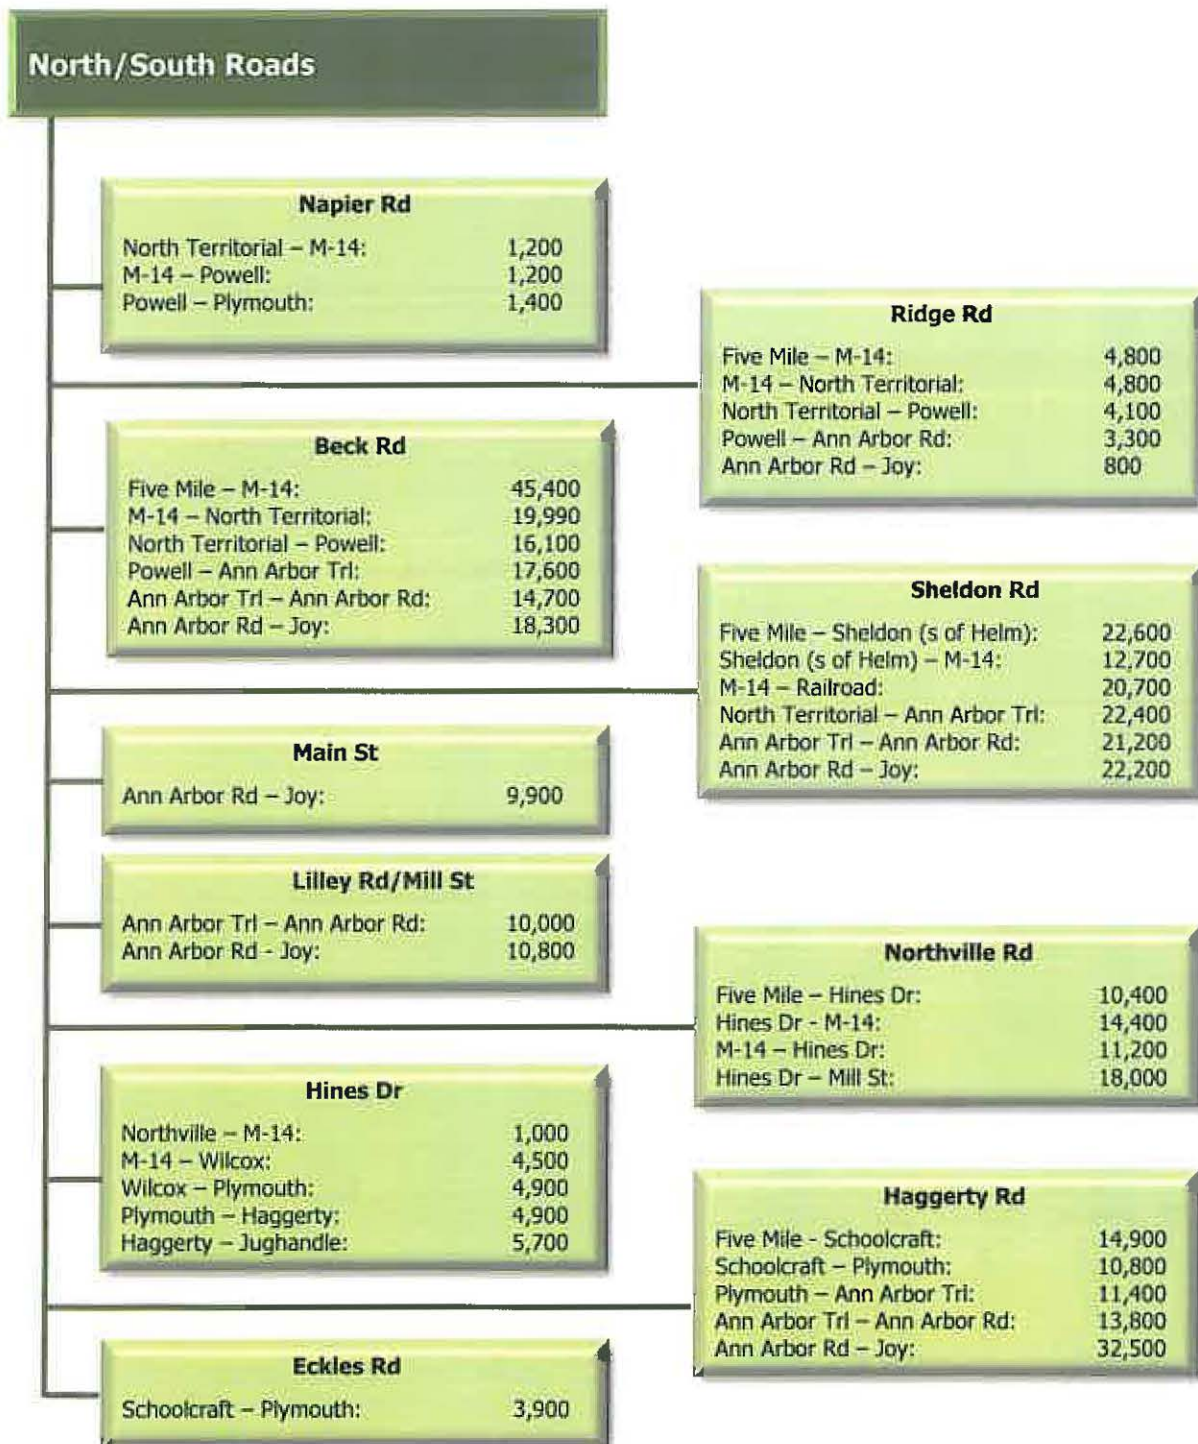 North/South Roads
Napier Rd
North Territorial – M-14: 1,200
M-14 – Powell: 1,200
Powell – Plymouth: 1,400
Ridge Rd
Five Mile – M-14: 4,800
M-14 – North Territorial: 4,800
North Territorial – Powell: 4,100
Powell – Ann Arbor Rd: 3,300
Ann Arbor Rd – Joy: 800
Beck Rd
Five Mile – M-14: 45,400
M-14 – North Territorial: 19,990
North Territorial – Powell: 16,100
Powell – Ann Arbor Trl: 17,600
Ann Arbor Trl – Ann Arbor Rd: 14,700
Ann Arbor Rd – Joy: 18,300
Sheldon Rd
Five Mile – Sheldon (s of Helm): 22,600
Sheldon (s of Helm) – M-14: 12,700
M-14 – Railroad: 20,700
North Territorial – Ann Arbor Trl: 22,400
Ann Arbor Trl – Ann Arbor Rd: 21,200
Ann Arbor Rd – Joy: 22,200
Main St
Ann Arbor Rd – Joy: 9,900
Lilley Rd/Mill St
Ann Arbor Trl – Ann Arbor Rd: 10,000
Ann Arbor Rd - Joy: 10,800
Northville Rd
Five Mile – Hines Dr: 10,400
Hines Dr - M-14: 14,400
M-14 – Hines Dr: 11,200
Hines Dr – Mill St: 18,000
Hines Dr
Northville – M-14: 1,000
M-14 – Wilcox: 4,500
Wilcox – Plymouth: 4,900
Plymouth – Haggerty: 4,900
Haggerty – Jughandle: 5,700
Haggerty Rd
Five Mile - Schoolcraft: 14,900
Schoolcraft – Plymouth: 10,800
Plymouth – Ann Arbor Trl: 11,400
Ann Arbor Trl – Ann Arbor Rd: 13,800
Ann Arbor Rd – Joy: 32,500
Eckles Rd
Schoolcraft – Plymouth: 3,900